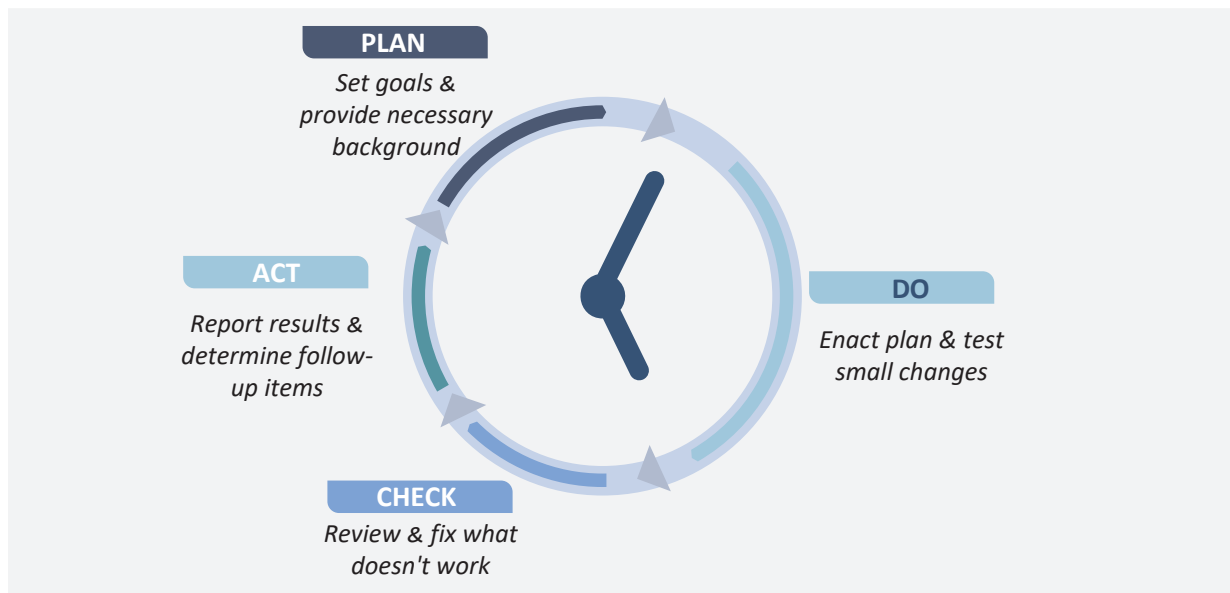 PLAN
Set goals &
provide necessary
background
DO
Enact plan & test
small changes
CHECK
Review & fix what
doesn't work
ACT
Report results &
determine follow-
up items